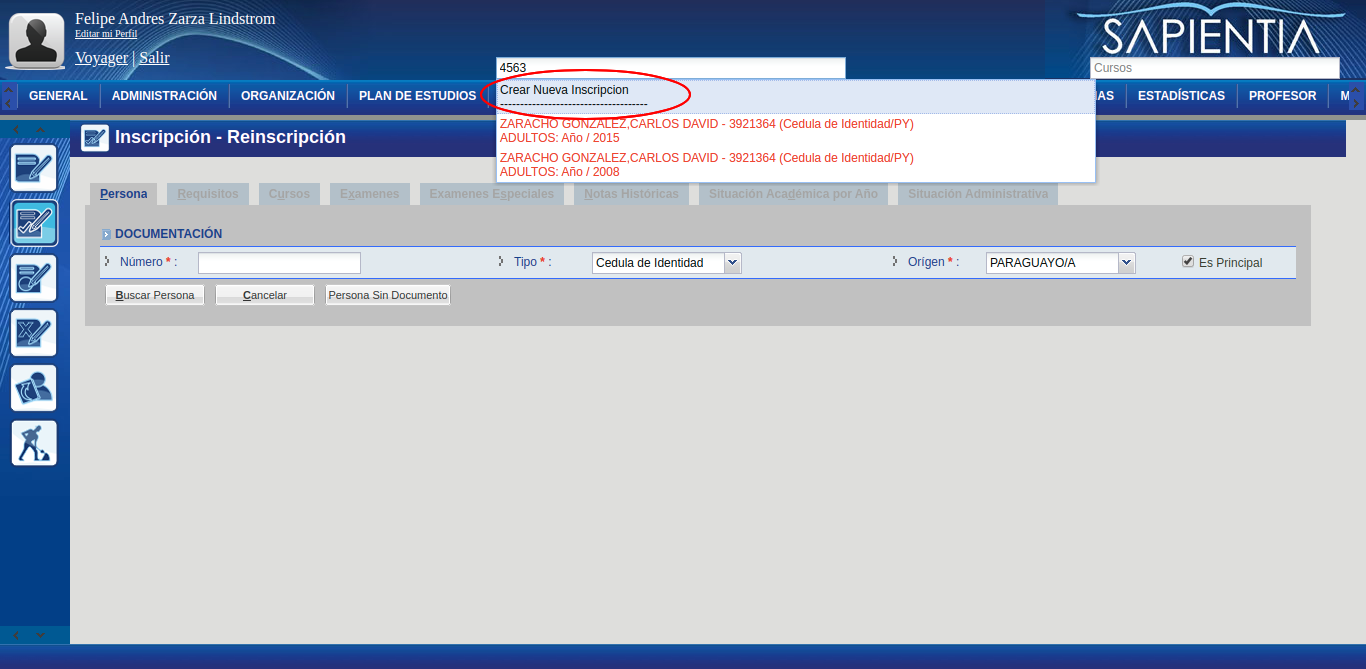 Felipe Andres Zarza Lindstrom
Editar mi Perfil
Voyager | Salir
SAPIENTIA
4563
Cursos
Crear Nueva Inscripcion
-------------------------------------
ZARACHO GONZALEZ,CARLOS DAVID - 3921364 (Cedula de Identidad/PY)
ADULTOS: Año / 2015
ZARACHO GONZALEZ,CARLOS DAVID - 3921364 (Cedula de Identidad/PY)
ADULTOS: Año / 2008
GENERAL ADMINISTRACIÓN ORGANIZACIÓN PLAN DE ESTUDIOS AS ESTADÍSTICAS PROFESOR M
Inscripción - Reinscripción
Persona Requisitos Cursos Examenes Examenes Especiales Notas Históricas Situación Académica por Año Situación Administrativa
DOCUMENTACIÓN
Número * : Tipo * : Cedula de Identidad Orígen * : PARAGUAYO/A Es Principal
Buscar Persona Cancelar Persona Sin Documento